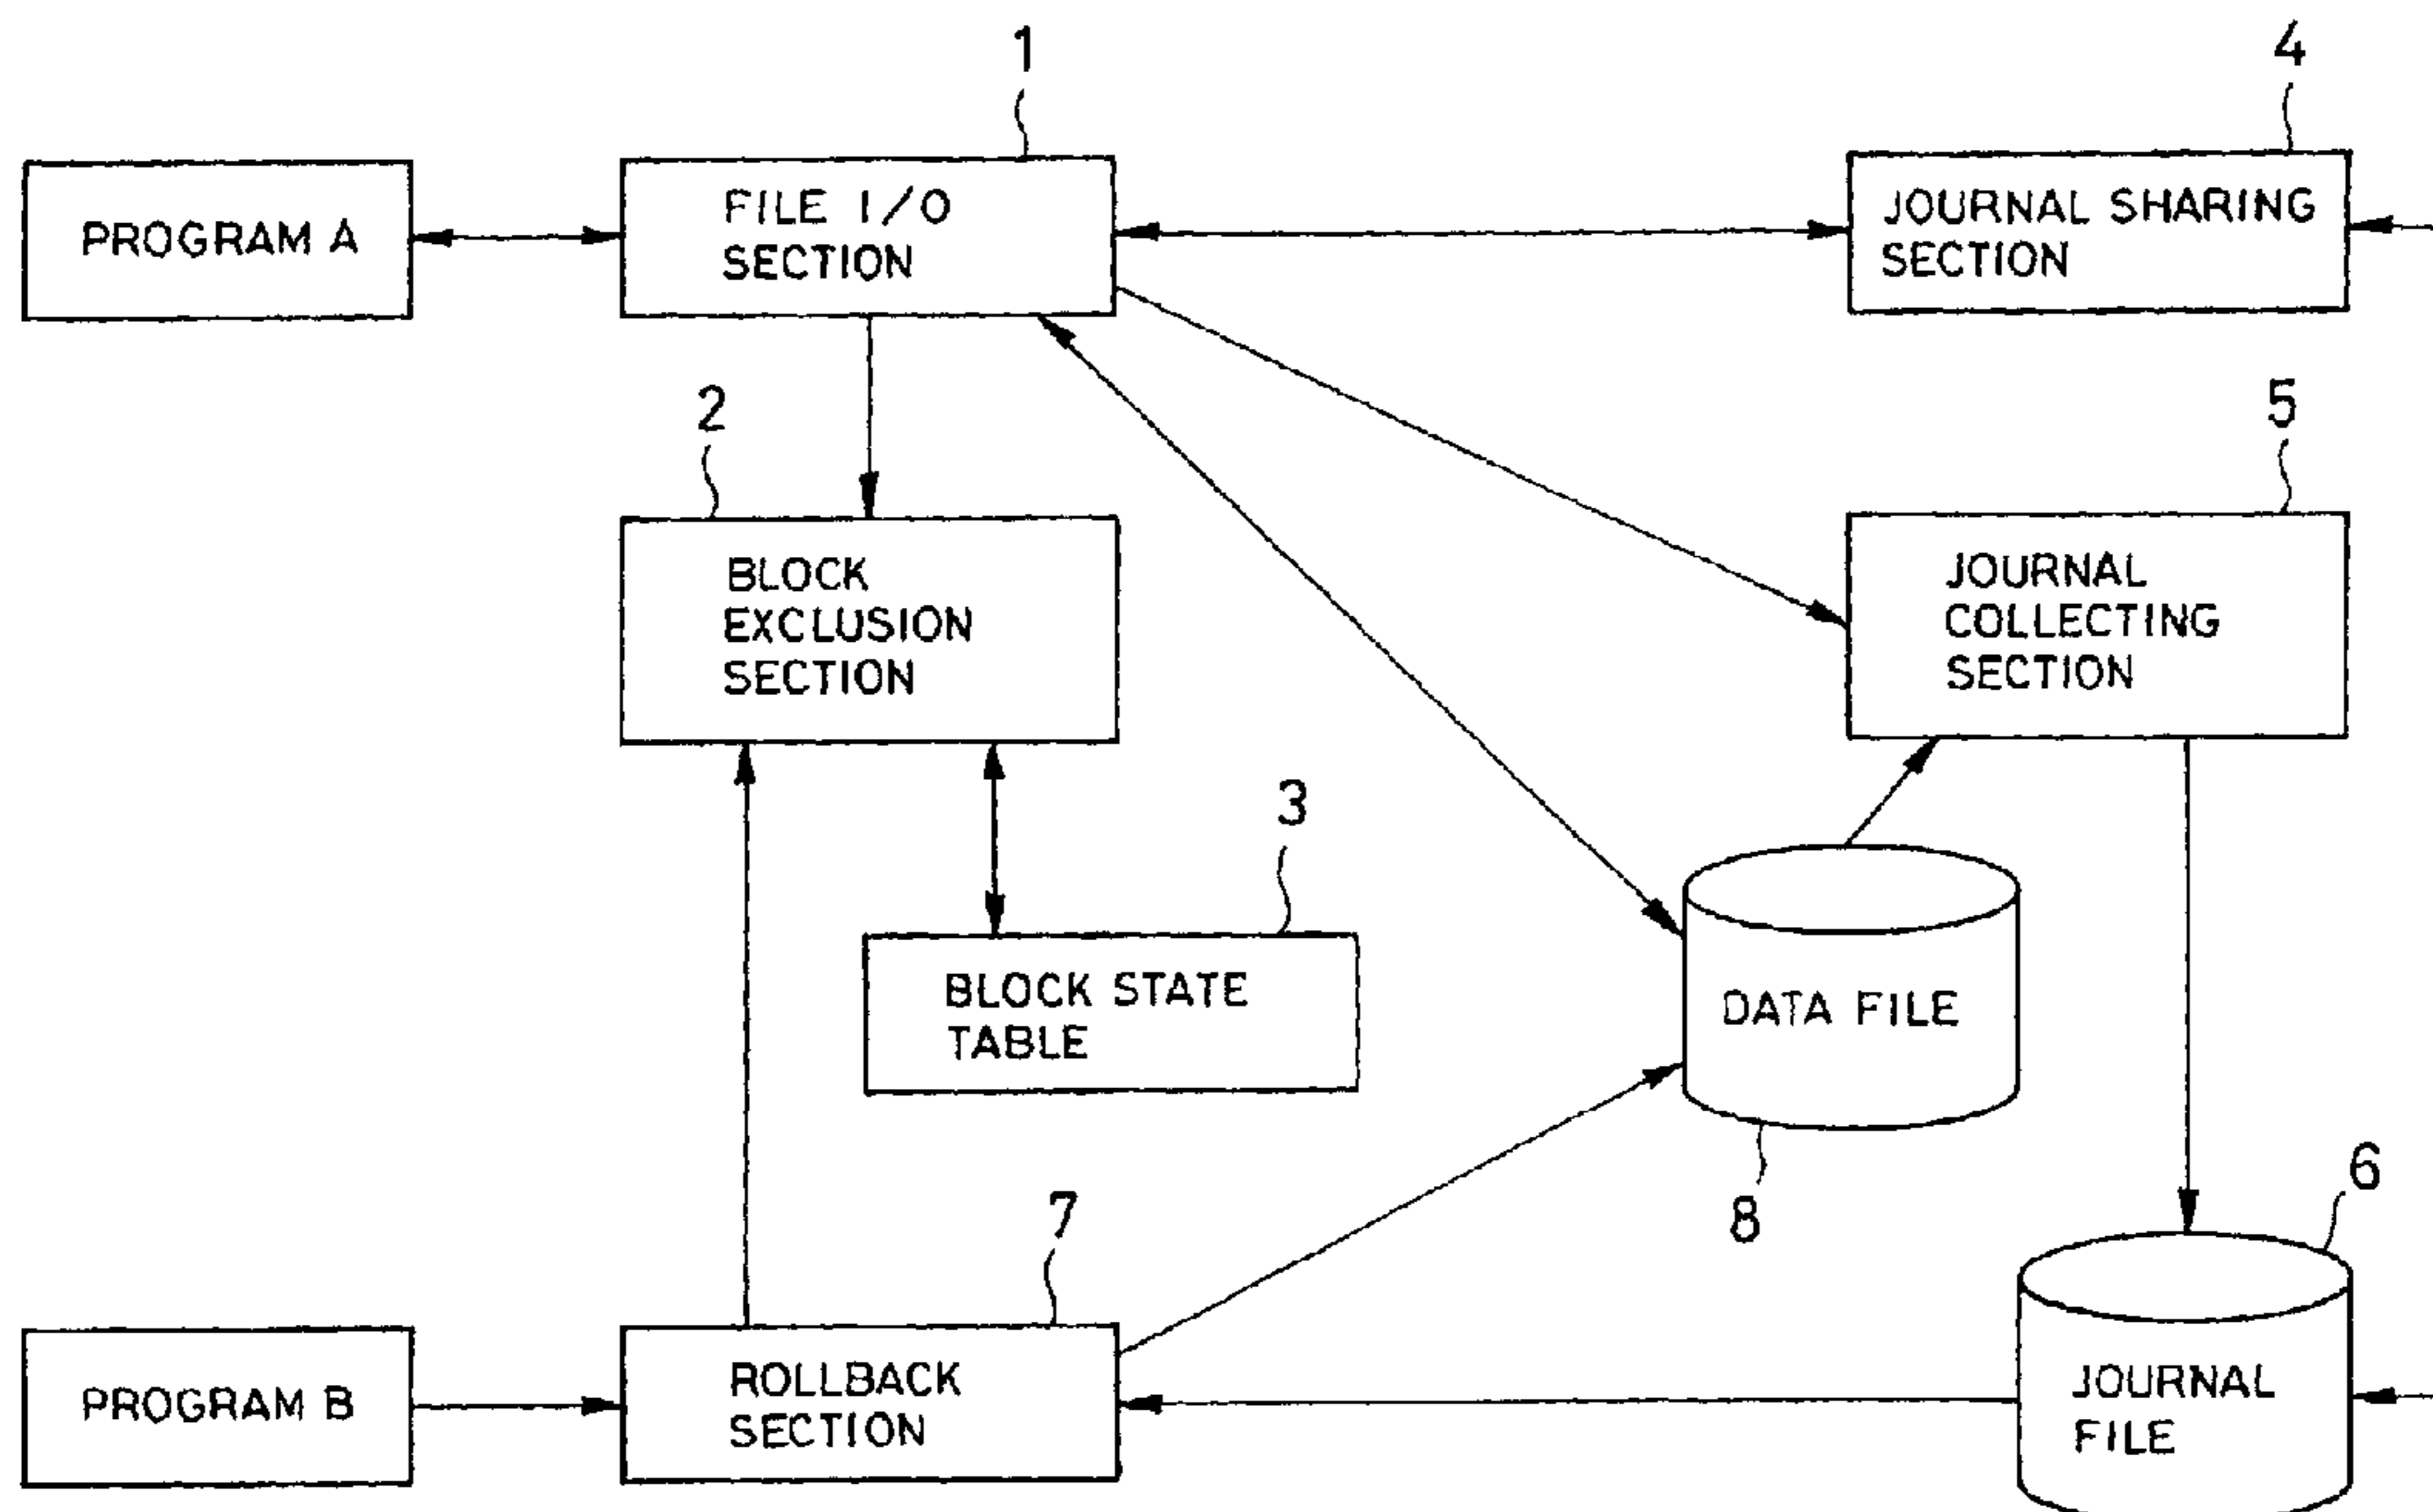 1
4
PROGRAM A
FILE I/O
SECTION
JOURNAL SHARING
SECTION
2
5
BLOCK
EXCLUSION
SECTION
JOURNAL
COLLECTING
SECTION
3
BLOCK STATE
TABLE
DATA FILE
8
6
7
PROGRAM B
ROLLBACK
SECTION
JOURNAL
FILE